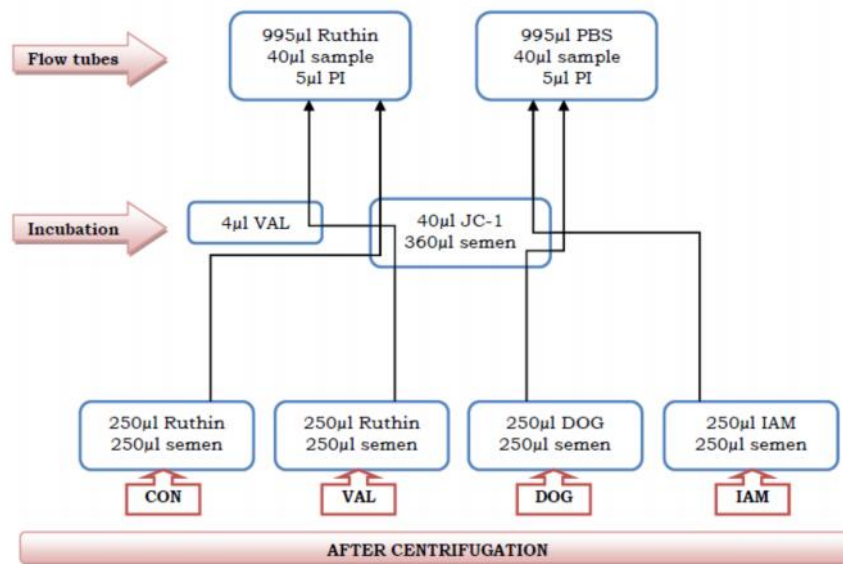 Flow tubes
995µl Ruthin
40µl sample
5µl PI
995µl PBS
40µl sample
5µl PI
Incubation
4µl VAL
40µl JC-1
360µl semen
250µl Ruthin
250µl semen
250µl Ruthin
250µl semen
250µl DOG
250µl semen
250µl IAM
250µl semen
CON
VAL
DOG
IAM
AFTER CENTRIFUGATION